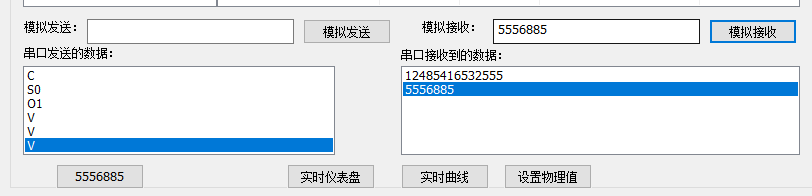 模拟发送： 模拟发送 模拟接收： 5556885 模拟接收
串口发送的数据： 串口接收到的数据：
C
S0
O1
V
V
V
12485416532555
5556885
5556885 实时仪表盘 实时曲线 设置物理值